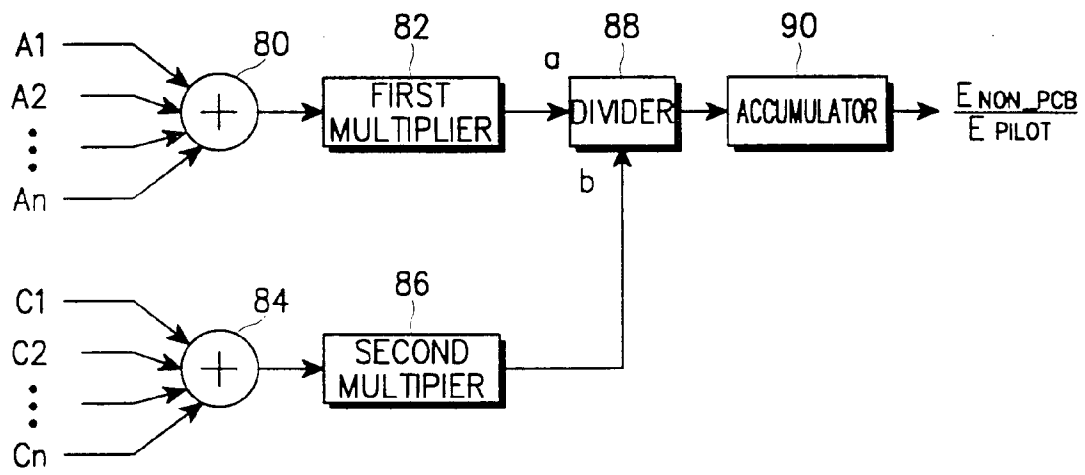 A1
A2
An
80
82
FIRST
MULTIPLIER
a
88
DIVIDER
b
90
ACCUMULATOR
E NON_PCB
E PILOT
C1
C2
Cn
84
86
SECOND
MULTIPIER